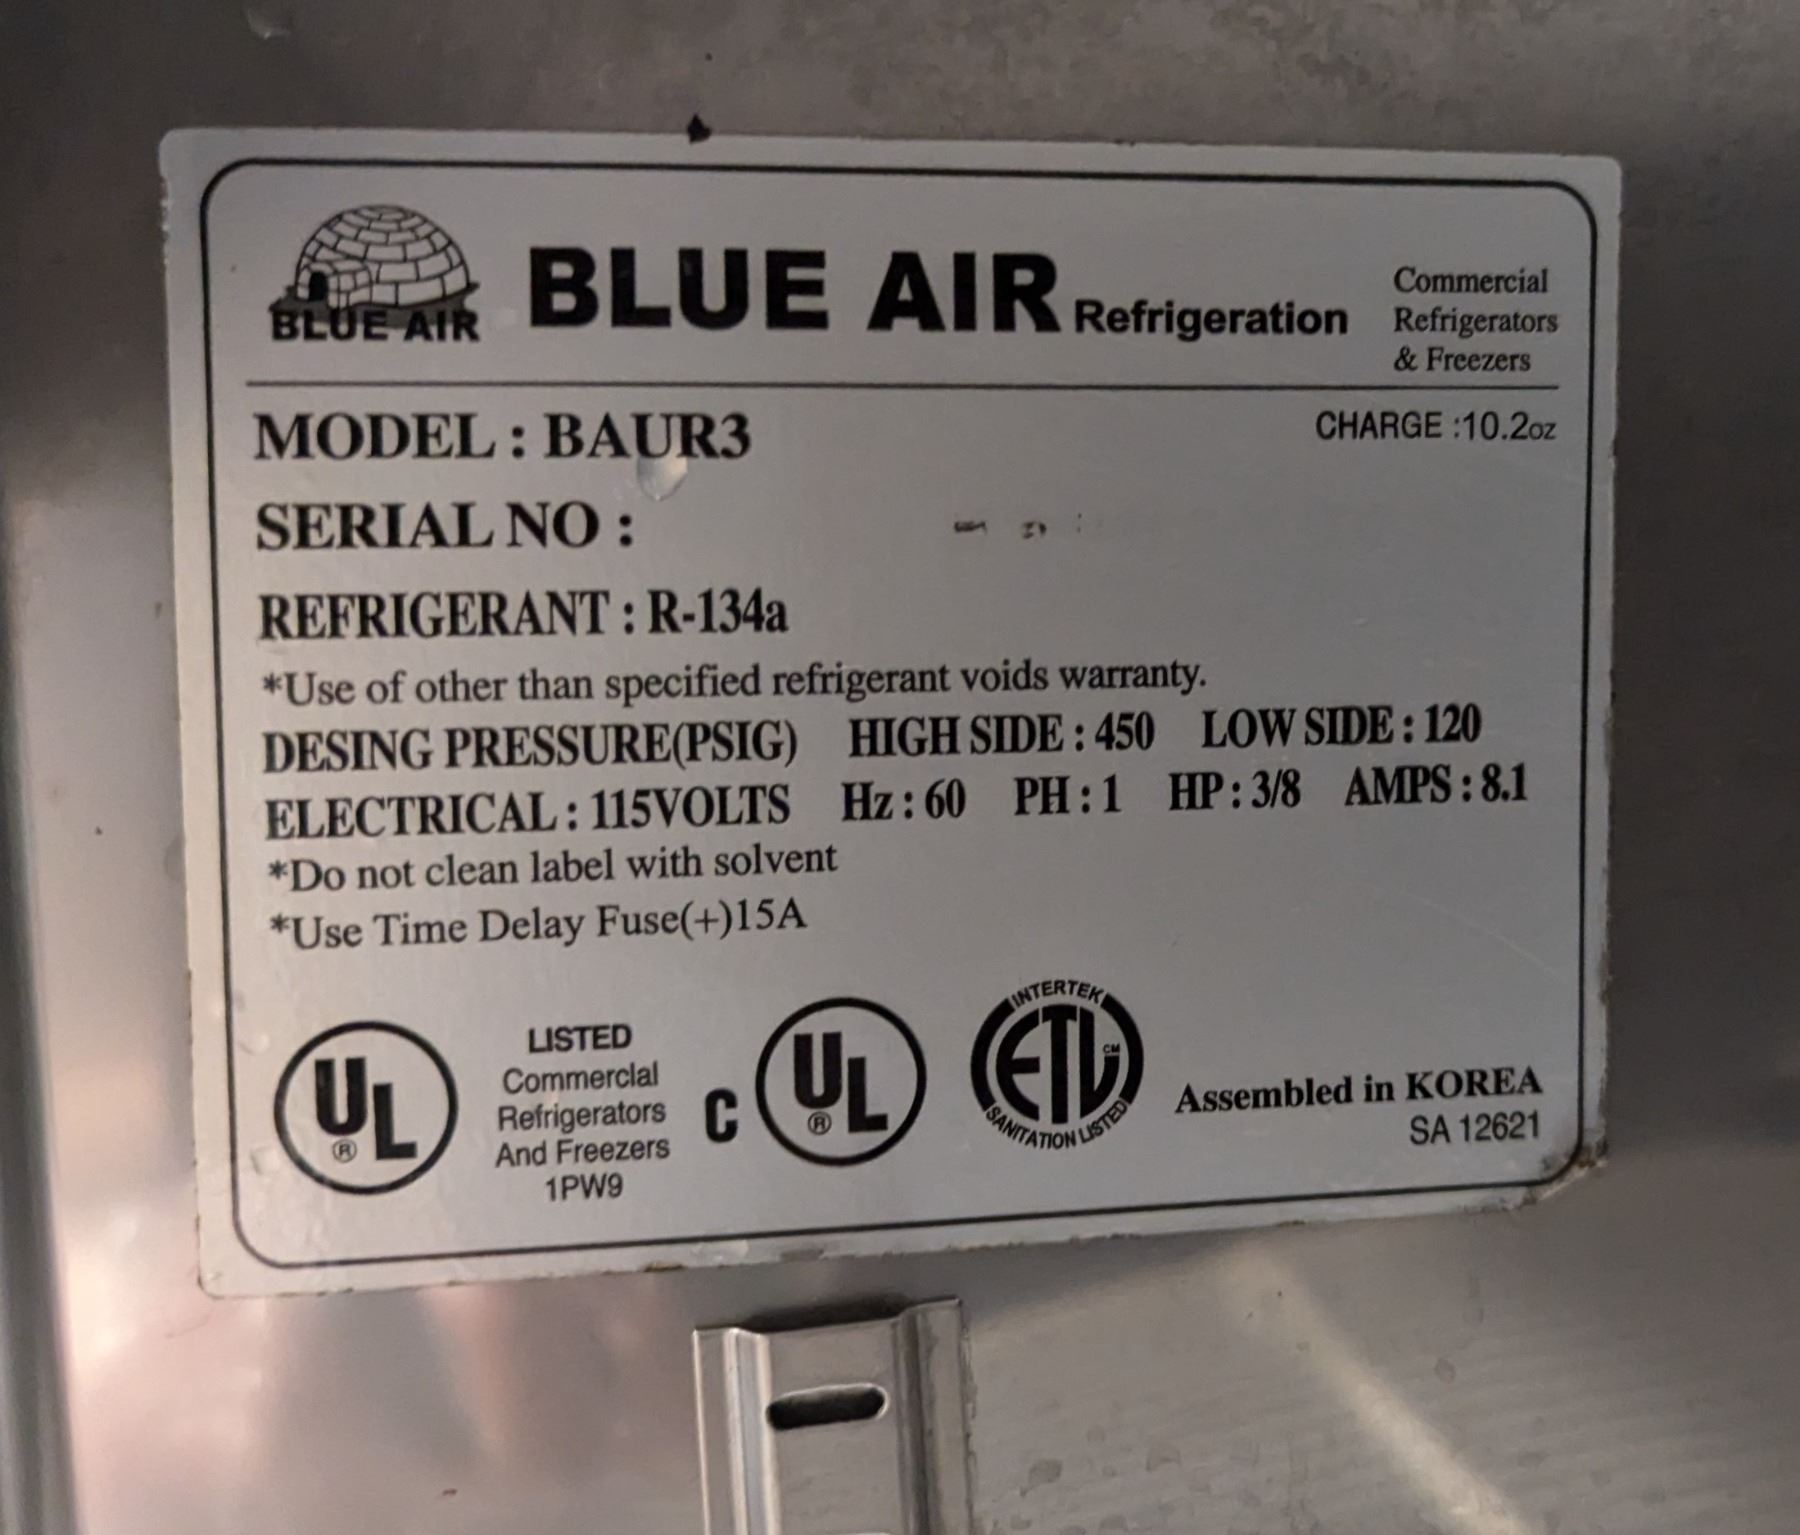 BLUE AIR
BLUE AIR Refrigeration
Commercial
Refrigerators
& Freezers
MODEL : BAUR3
CHARGE :10.2oz
SERIAL NO :
REFRIGERANT : R-134a
*Use of other than specified refrigerant voids warranty.
DESING PRESSURE(PSIG) HIGH SIDE : 450 LOW SIDE : 120
ELECTRICAL : 115VOLTS Hz : 60 PH : 1 HP : 3/8 AMPS : 8.1
*Do not clean label with solvent
*Use Time Delay Fuse(+)15A
UL ®
LISTED
Commercial
Refrigerators
And Freezers
1PW9
C UL ®
INTERTEK
ETL CM
SANITATION LISTED
Assembled in KOREA
SA 12621